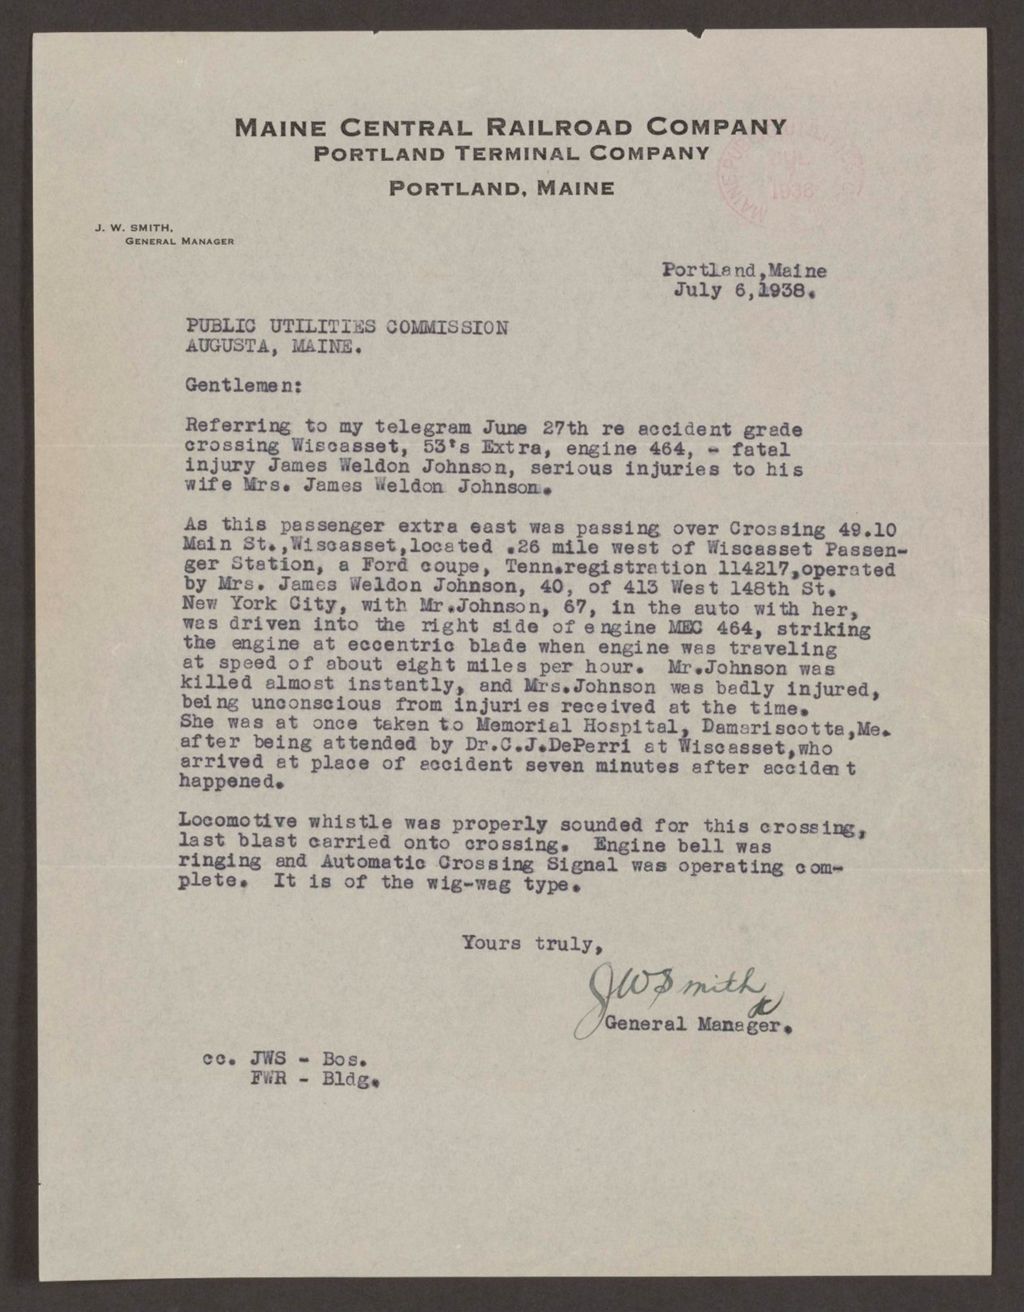 MAINE CENTRAL RAILROAD COMPANY
PORTLAND TERMINAL COMPANY
PORTLAND, MAINE
J. W. SMITH,
GENERAL MANAGER
JUL
1938
Portland,Maine
July 6,1938.
PUBLIC UTILITIES COMMISSION
AUGUSTA, MAINE.
Gentlemen:
Referring to my telegram June 27th re accident grade
crossing Wiscasset, 53's Extra, engine 464, - fatal
injury James Weldon Johnson, serious injuries to his
wife Mrs. James Weldon Johnson.
As this passenger extra east was passing over Crossing 49.10
Main St.,Wiscasset,located .26 mile west of Wiscasset Passen-
ger Station, a Ford coupe, Tenn.registration 114217,operated
by Mrs. James Weldon Johnson, 40, of 413 West 148th St.
New York City, with Mr.Johnson, 67, in the auto with her,
was driven into the right side of engine MEC 464, striking
the engine at eccentric blade when engine was traveling
at speed of about eight miles per hour. Mr.Johnson was
killed almost instantly, and Mrs.Johnson was badly injured,
being unconscious from injuries received at the time.
She was at once taken to Memorial Hospital, Damariscotta,Me.
after being attended by Dr.C.J.DePerri at Wiscasset,who
arrived at place of accident seven minutes after accident
happened.
Locomotive whistle was properly sounded for this crossing,
last blast carried onto crossing. Engine bell was
ringing and Automatic Crossing Signal was operating com-
plete. It is of the wig-wag type.
Yours truly,
JW Smith
General Manager.
cc. JWS - Bos.
FWR - Bldg.